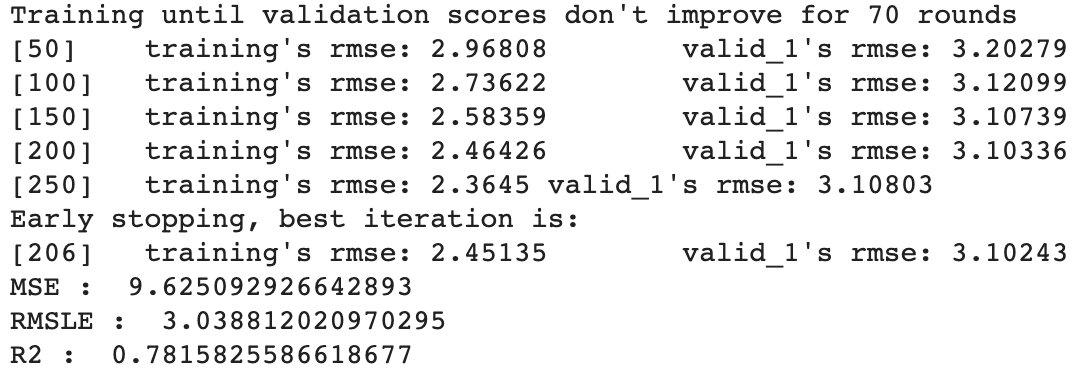 Training until validation scores don't improve for 70 rounds
[50]	training's rmse: 2.96808	valid_1's rmse: 3.20279
[100]	training's rmse: 2.73622	valid_1's rmse: 3.12099
[150]	training's rmse: 2.58359	valid_1's rmse: 3.10739
[200]	training's rmse: 2.46426	valid_1's rmse: 3.10336
[250]	training's rmse: 2.3645 valid_1's rmse: 3.10803
Early stopping, best iteration is:
[206]	training's rmse: 2.45135	valid_1's rmse: 3.10243
MSE :  9.625092926642893
RMSLE :  3.038812020970295
R2 :  0.7815825586618677